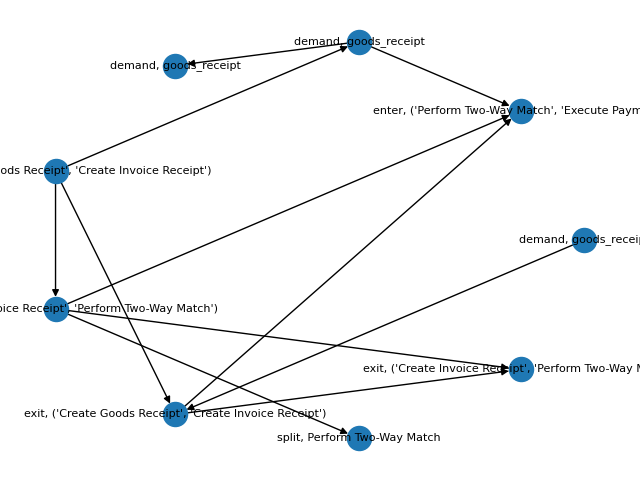 demand, goods_receipt
demand, goods_receipt
enter, ('Perform Two-Way Match', 'Execute Paym
ods Receipt', 'Create Invoice Receipt')
demand, goods_receip
oice Receipt', 'Perform Two-Way Match')
exit, ('Create Invoice Receipt', 'Perform Two-Way M
exit, ('Create Goods Receipt', 'Create Invoice Receipt')
split, Perform Two-Way Match